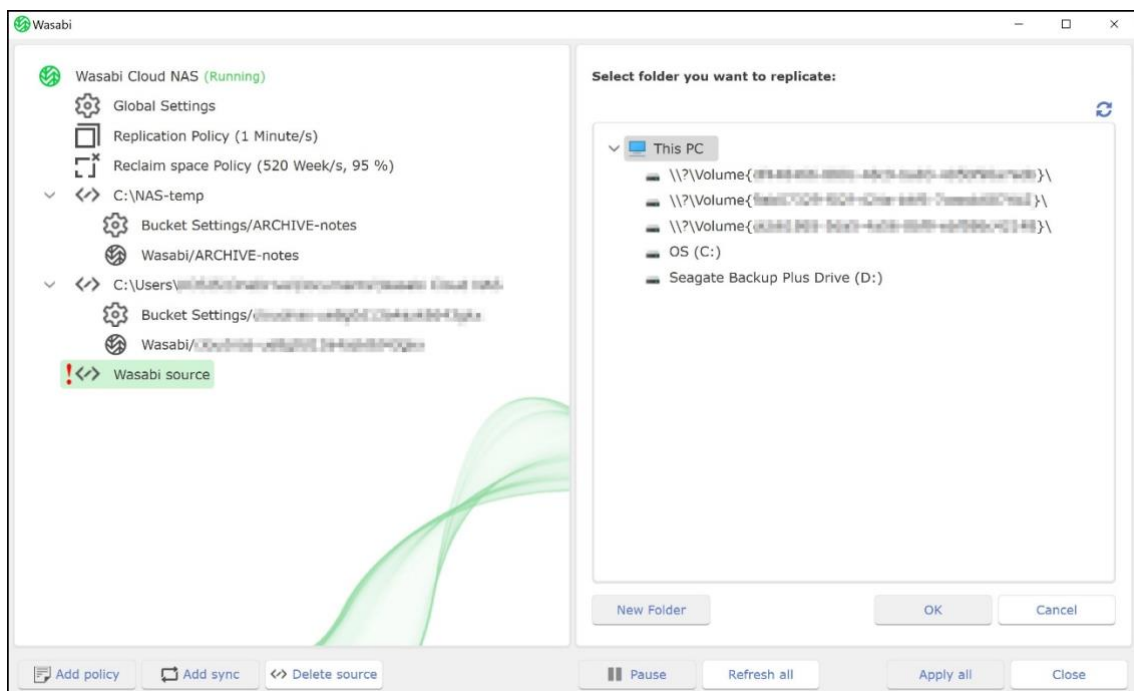 Wasabi
Wasabi Cloud NAS (Running)
Global Settings
Replication Policy (1 Minute/s)
Reclaim space Policy (520 Week/s, 95 %)
C:\NAS-temp
Bucket Settings/ARCHIVE-notes
Wasabi/ARCHIVE-notes
C:\Users\
Bucket Settings/
Wasabi/
! Wasabi source
Add policy
Add sync
Delete source
Select folder you want to replicate:
This PC
\\?\Volume{ }\
\\?\Volume{ }\
\\?\Volume{ }\
OS (C:)
Seagate Backup Plus Drive (D:)
New Folder
OK
Cancel
Pause
Refresh all
Apply all
Close